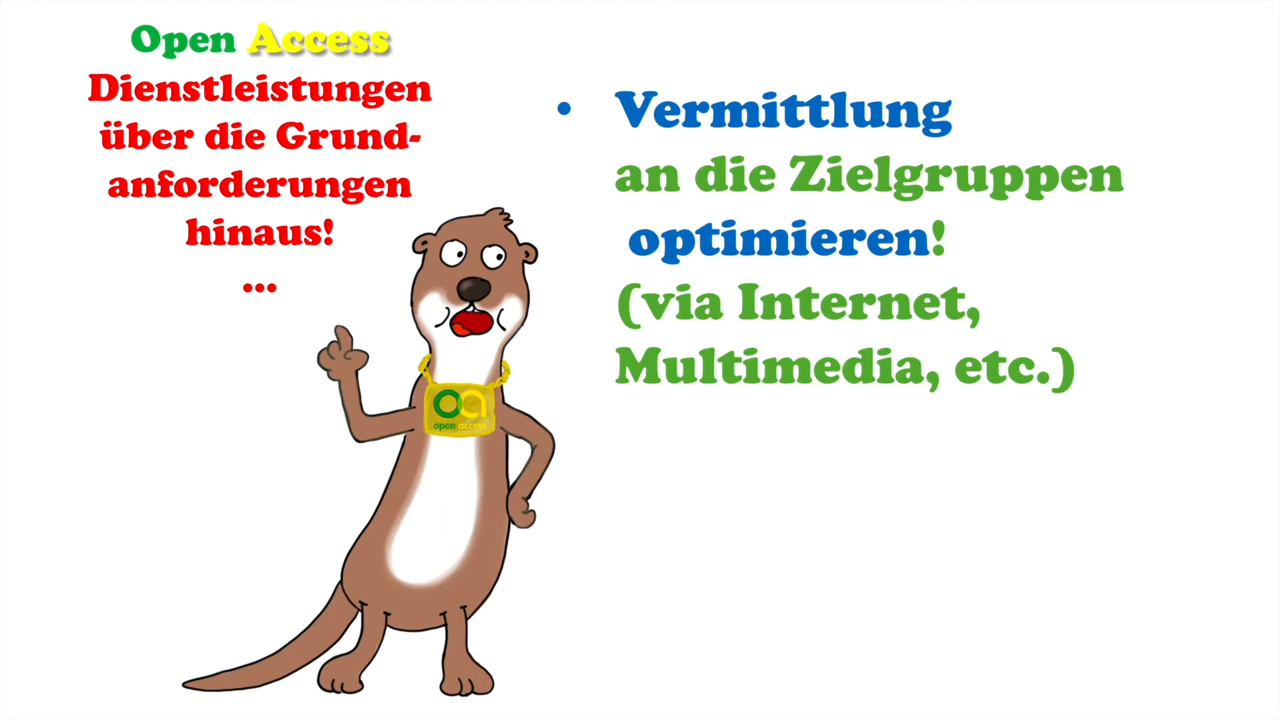 Open Access
Dienstleistungen
über die Grund-
anforderungen
hinaus!
...
• Vermittlung
an die Zielgruppen
optimieren!
(via Internet,
Multimedia, etc.)
oa
open access